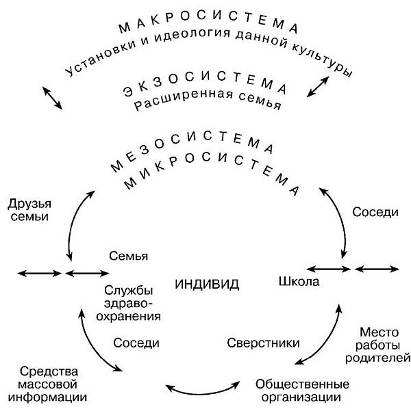 МАКРОСИСТЕМА
Установки и идеология данной культуры
ЭКЗОСИСТЕМА
Расширенная семья
МЕЗОСИСТЕМА
МИКРОСИСТЕМА
Друзья
семьи
Соседи
Семья
Службы
здраво-
охранения
ИНДИВИД
Школа
Соседи
Сверстники
Место
работы
родителей
Средства
массовой
информации
Общественные
организации